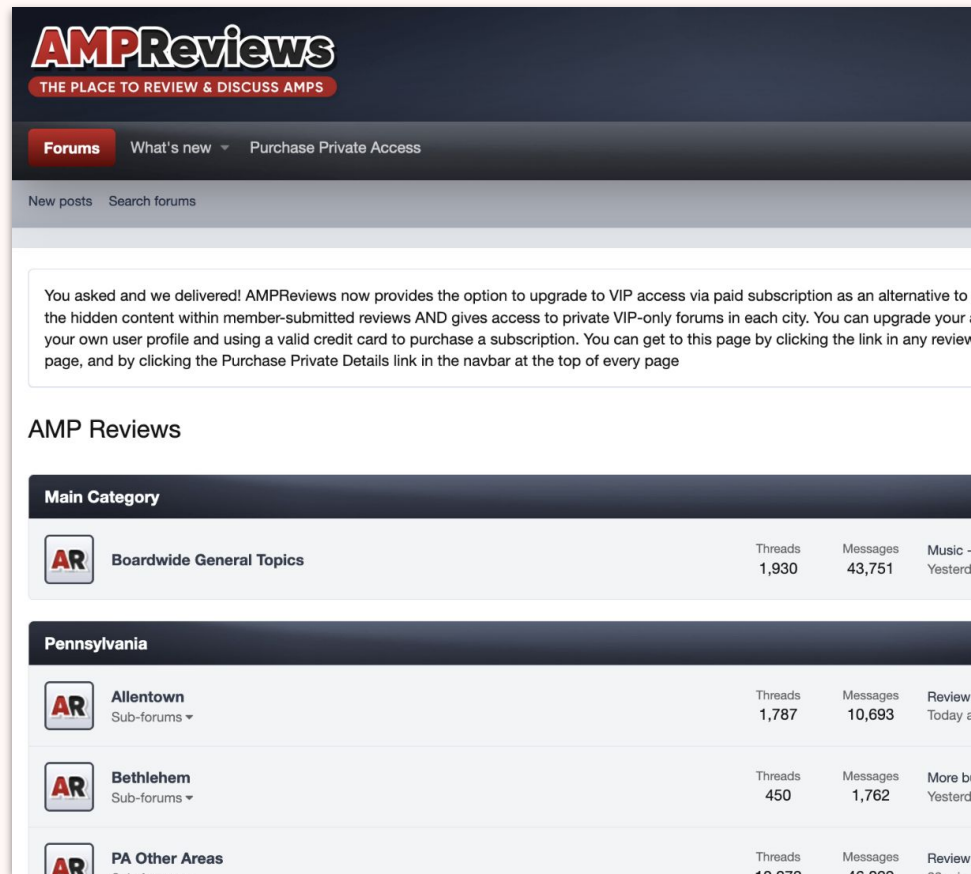 AMPReviews
THE PLACE TO REVIEW & DISCUSS AMPS
Forums What's new Purchase Private Access
New posts Search forums
You asked and we delivered! AMPReviews now provides the option to upgrade to VIP access via paid subscription as an alternative to
the hidden content within member-submitted reviews AND gives access to private VIP-only forums in each city. You can upgrade your
your own user profile and using a valid credit card to purchase a subscription. You can get to this page by clicking the link in any review
page, and by clicking the Purchase Private Details link in the navbar at the top of every page
AMP Reviews
Main Category
AR Boardwide General Topics Threads 1,930 Messages 43,751 Music -
Pennsylvania
AR Allentown Sub-forums Threads 1,787 Messages 10,693 Review Today
AR Bethlehem Sub-forums Threads 450 Messages 1,762 More
AR PA Other Areas Threads Messages Review